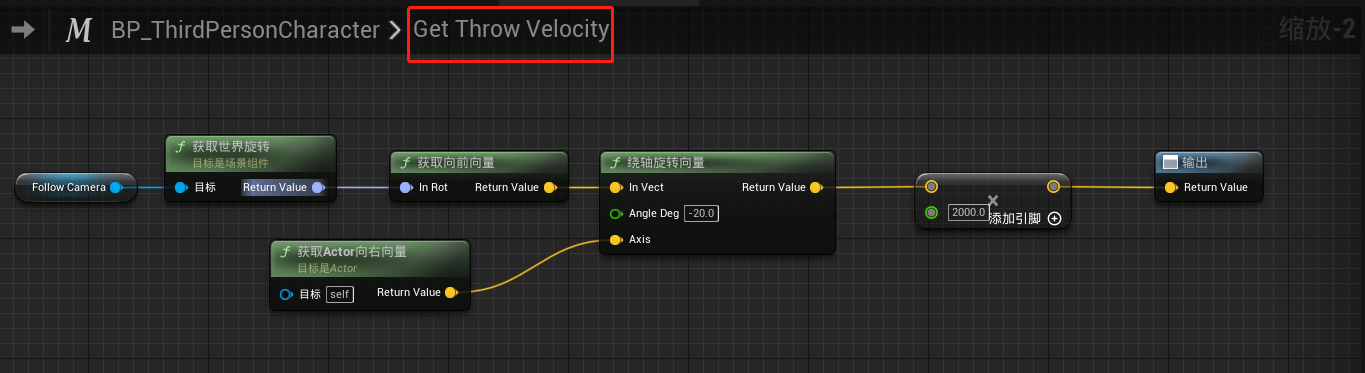 M BP_ThirdPersonCharacter > Get Throw Velocity
缩放-2
Follow Camera
f 获取世界旋转
目标是场景组件
目标 Return Value
f 获取向前向量
In Rot Return Value
f 绕轴旋转向量
In Vect Return Value
Angle Deg -20.0
Axis
f 获取Actor向右向量
目标是Actor
目标 self Return Value
×
2000.0
添加引脚 +
输出
Return Value